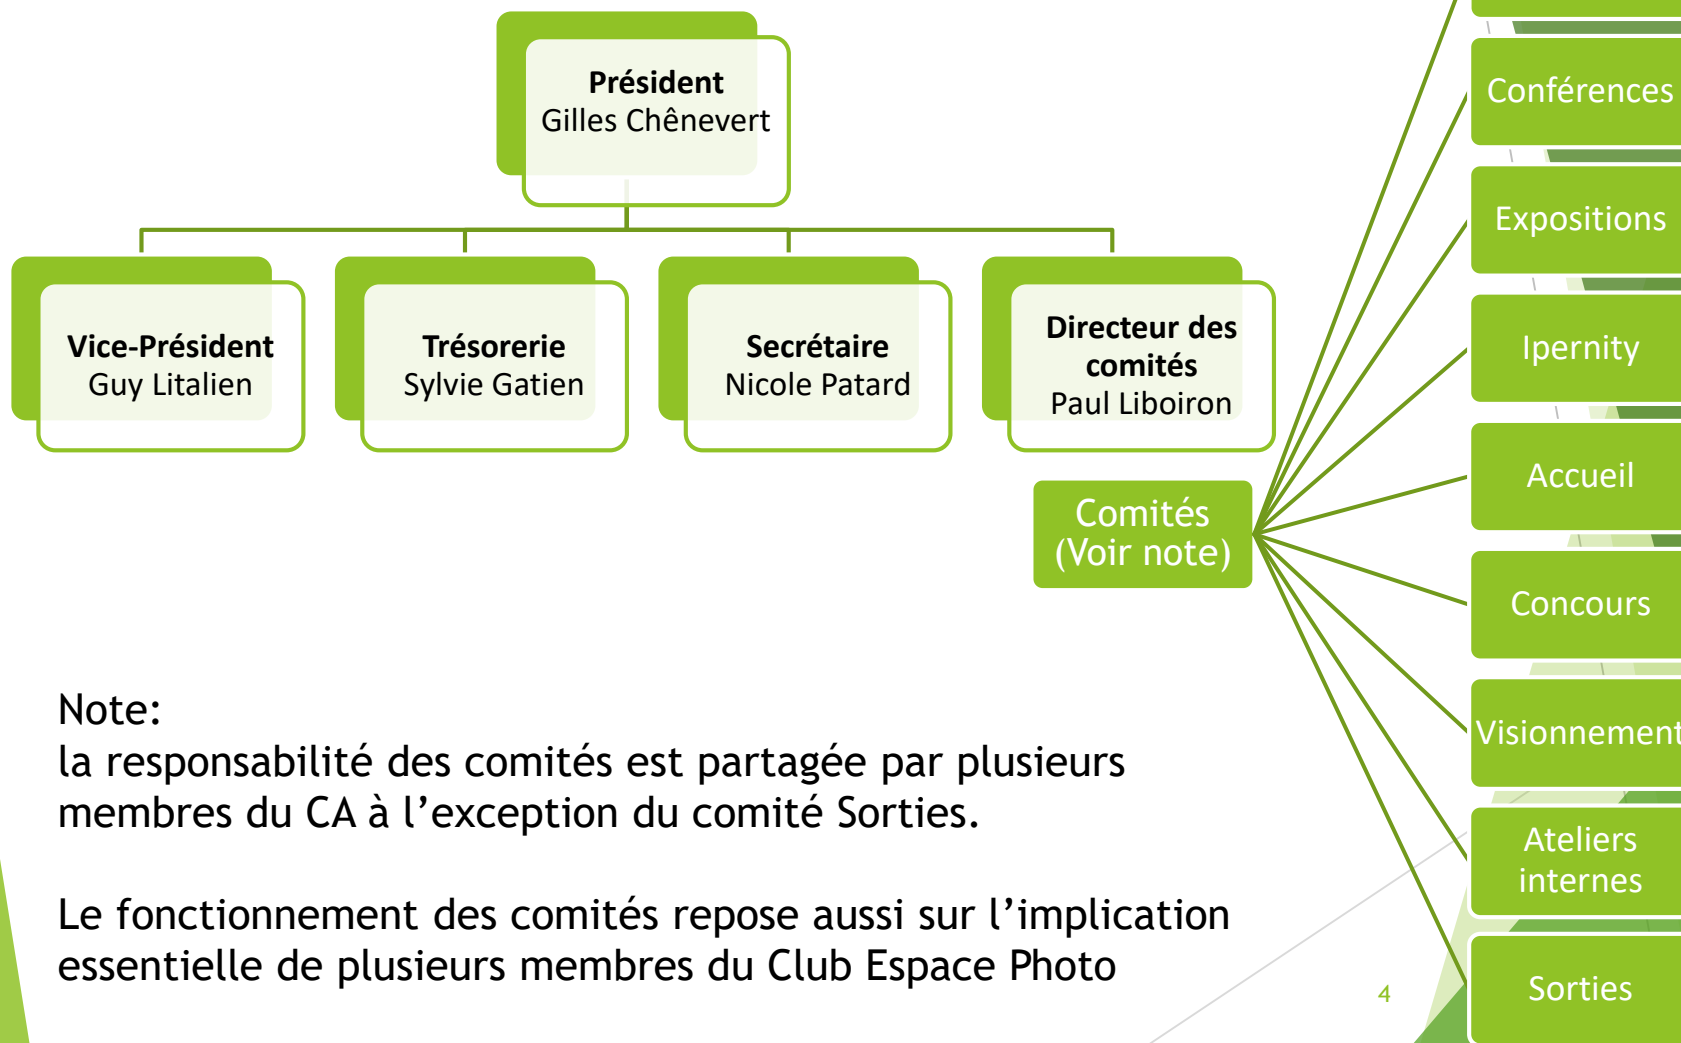 Président
Gilles Chênevert
Vice-Président
Guy Litalien
Trésorerie
Sylvie Gatien
Secrétaire
Nicole Patard
Directeur des
comités
Paul Liboiron
Comités
(Voir note)
Conférences
Expositions
Ipernity
Accueil
Concours
Visionnement
Ateliers
internes
Sorties
Note:
la responsabilité des comités est partagée par plusieurs
membres du CA à l’exception du comité Sorties.
Le fonctionnement des comités repose aussi sur l’implication
essentielle de plusieurs membres du Club Espace Photo
4